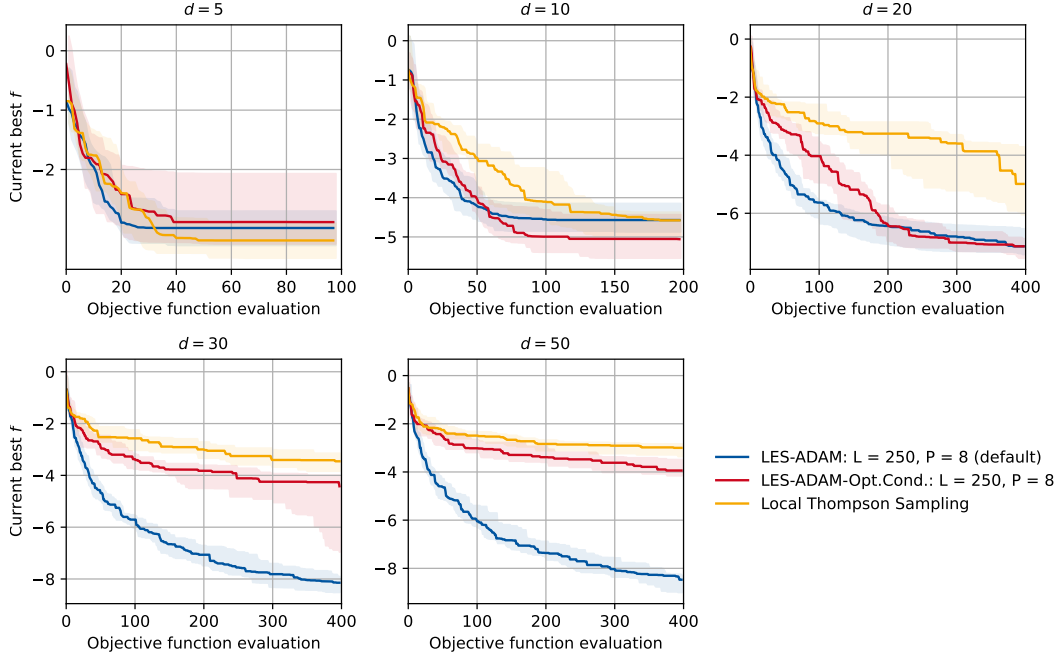 d = 5
d = 10
d = 20
Current best f
0
−1
−2
0 20 40 60 80 100
Objective function evaluation
0
−1
−2
−3
−4
−5
0 50 100 150 200
Objective function evaluation
0
−2
−4
−6
0 100 200 300 400
Objective function evaluation
d = 30
d = 50
Current best f
0
−2
−4
−6
−8
0 100 200 300 400
Objective function evaluation
0
−2
−4
−6
−8
0 100 200 300 400
Objective function evaluation
LES-ADAM: L = 250, P = 8 (default)
LES-ADAM-Opt.Cond.: L = 250, P = 8
Local Thompson Sampling